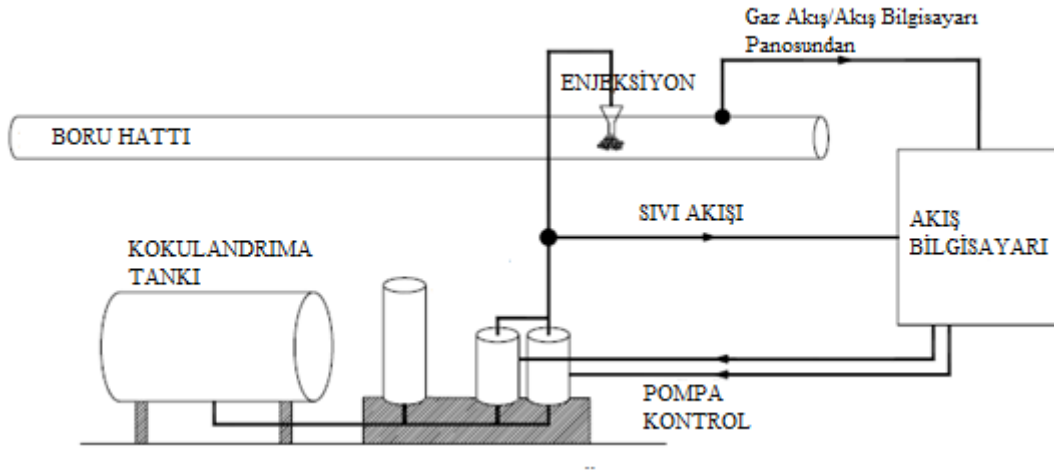 Gaz Akış/Akış Bilgisayarı
Panosundan
ENJEKSİYON
BORU HATTI
SIVI AKIŞI
AKIŞ
BİLGİSAYARI
KOKULANDRIMA
TANKI
POMPA
KONTROL